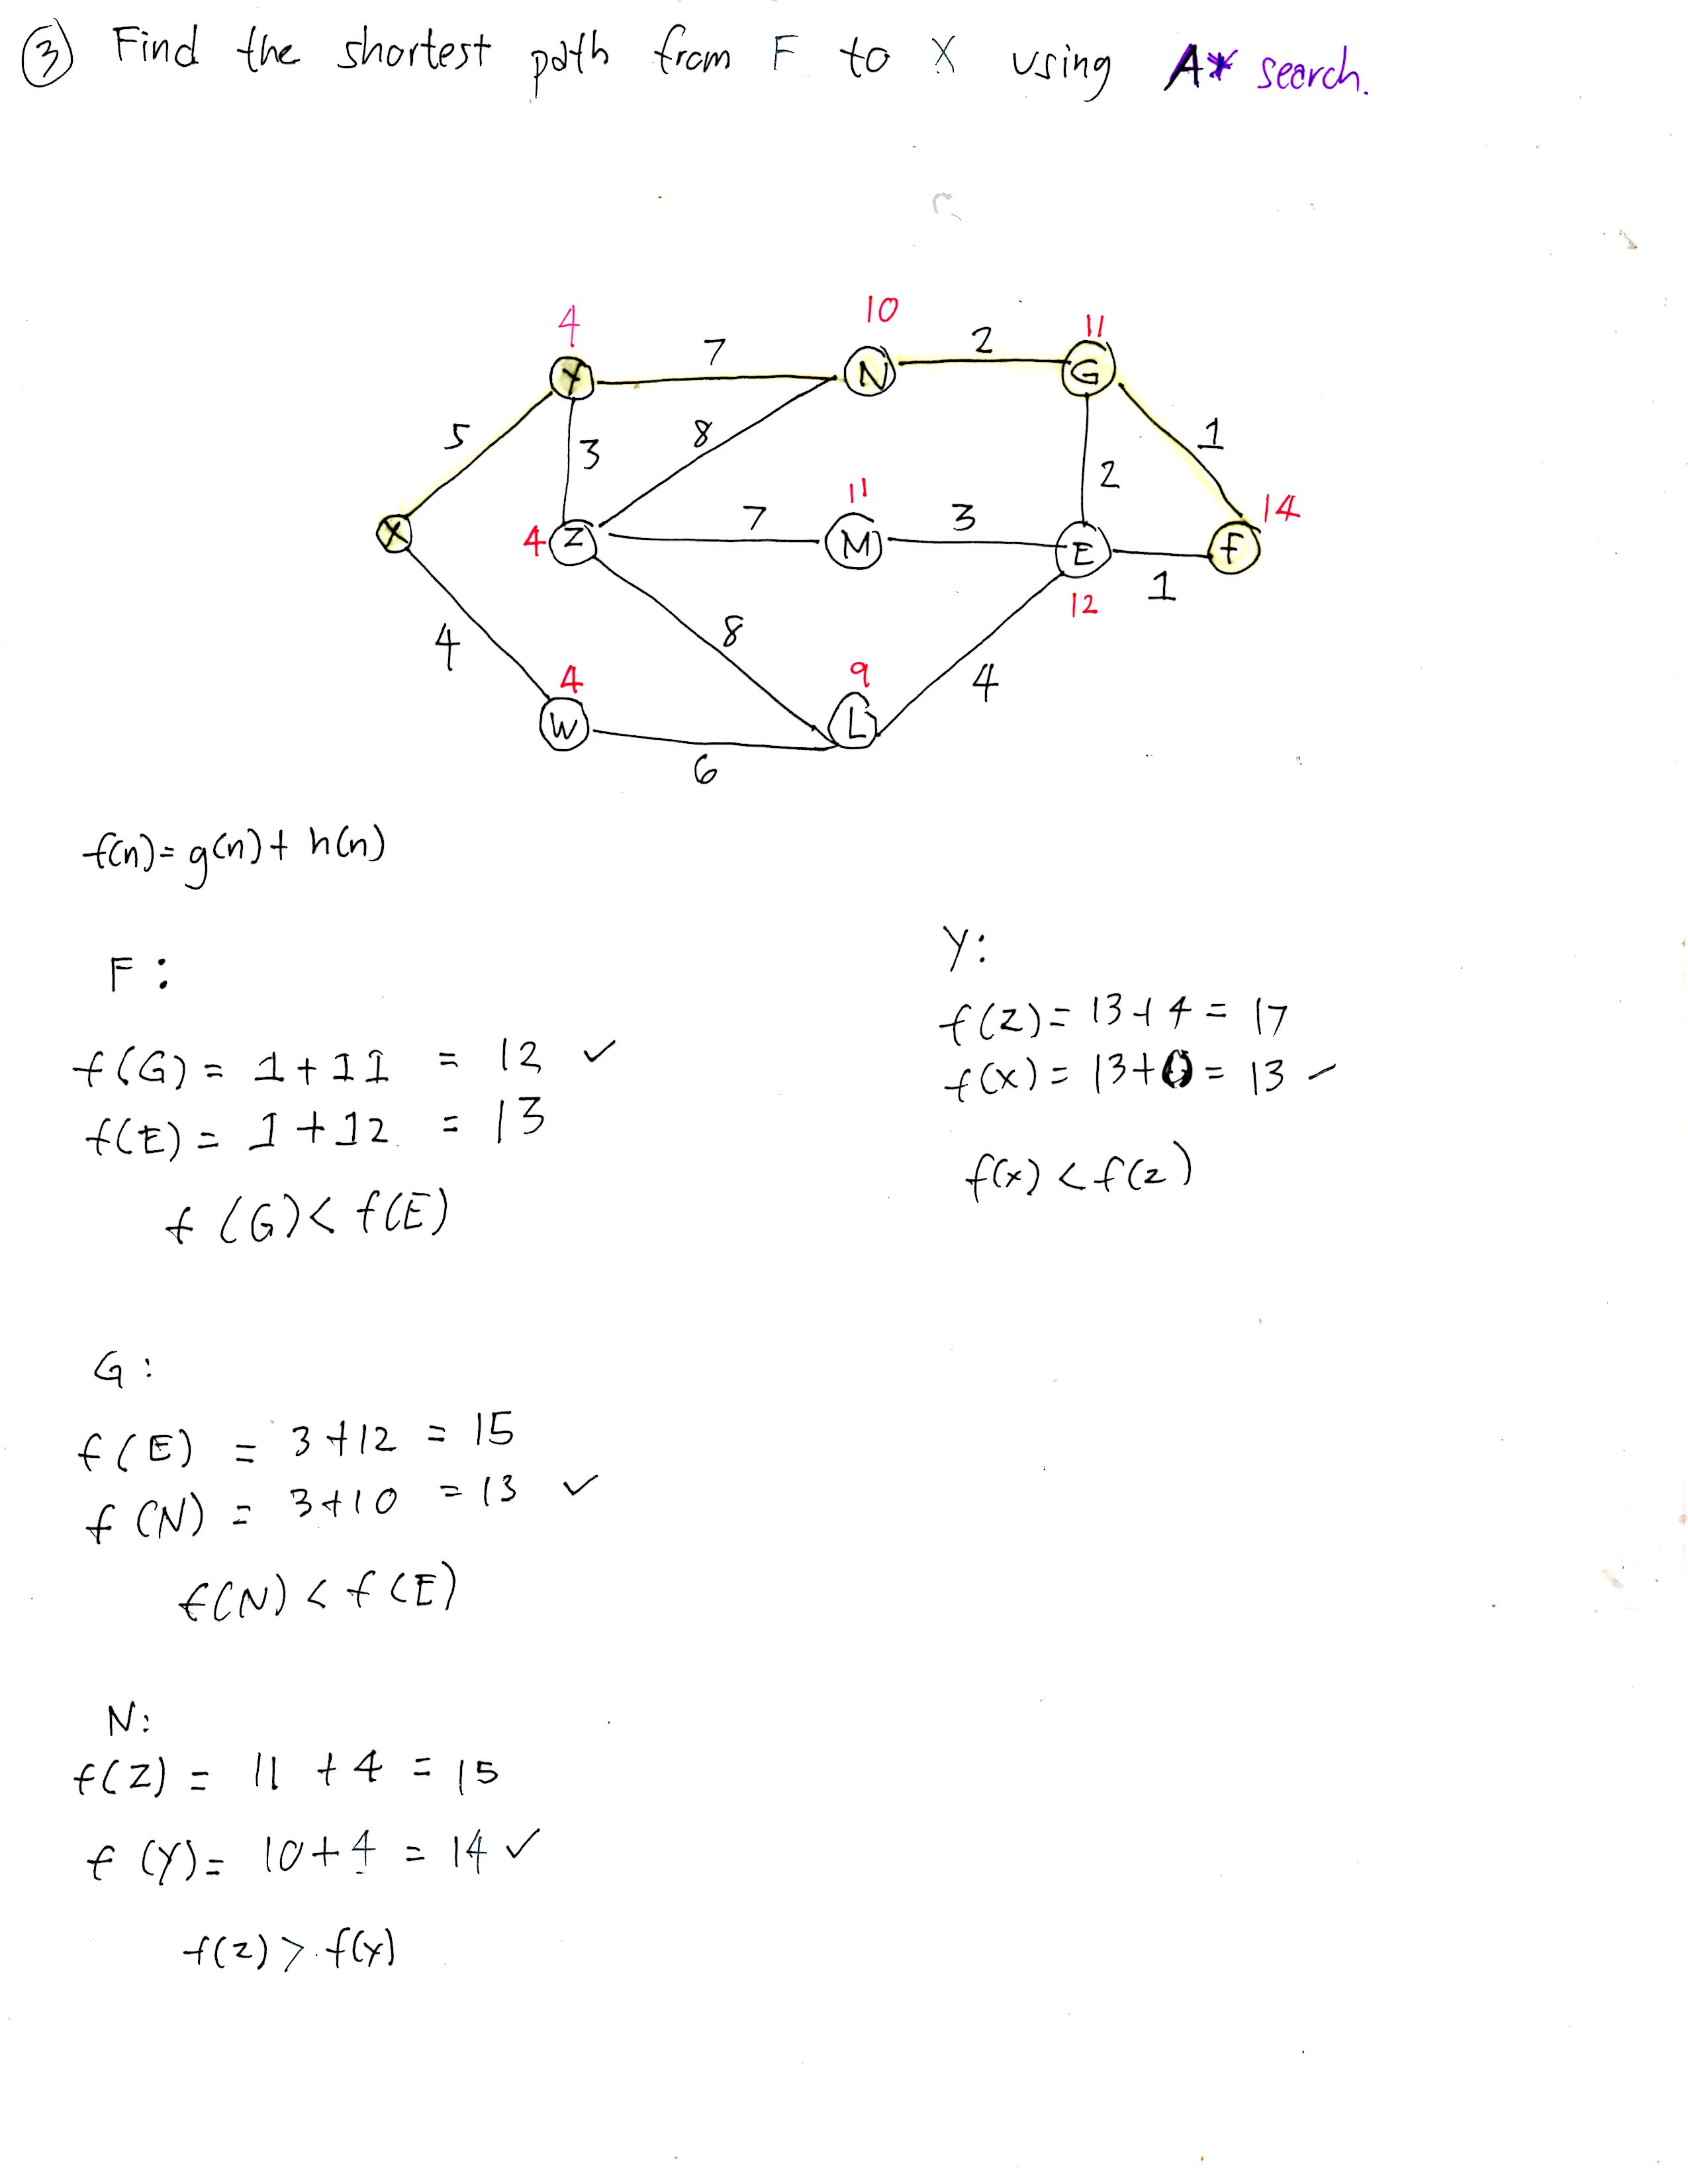 ③ Find the shortest path from F to X using A* search.
4
10
11
7
2
Y
N
G
5
3
8
1
2
11
14
7
3
X
4
Z
M
E
F
12
1
4
8
4
9
4
W
L
6
f(n) = g(n) + h(n)
F :
f(G) = 1 + 11 = 12 ✓
f(E) = 1 + 12 = 13
f(G) < f(E)
G :
f(E) = 3 + 12 = 15
f(N) = 3 + 10 = 13 ✓
f(N) < f(E)
N :
f(Z) = 11 + 4 = 15
f(Y) = 10 + 4 = 14 ✓
f(z) > f(y)
Y :
f(Z) = 13 + 4 = 17
f(x) = 13 + 0 = 13 -
f(x) < f(z)